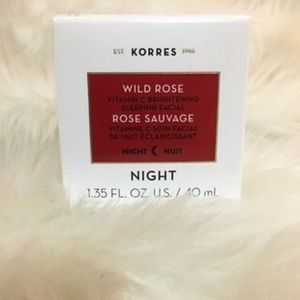 EST. KORRES 1996
WILD ROSE
VITAMIN C BRIGHTENING
SLEEPING FACIAL
ROSE SAUVAGE
VITAMINE C SOIN FACIAL
DE NUIT ÉCLAIRCISSANT
NIGHT NUIT
NIGHT
1.35 FL. OZ. U.S. / 40 mL